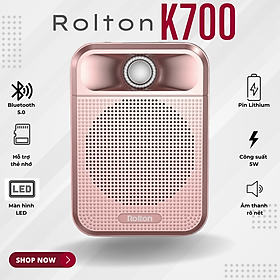 Rolton K700
Bluetooth
5.0
Pin Lithium
Hỗ trợ
thẻ nhớ
Công suất
5W
LED
Màn hình
LED
Âm thanh
rõ nét
Rolton
SHOP NOW